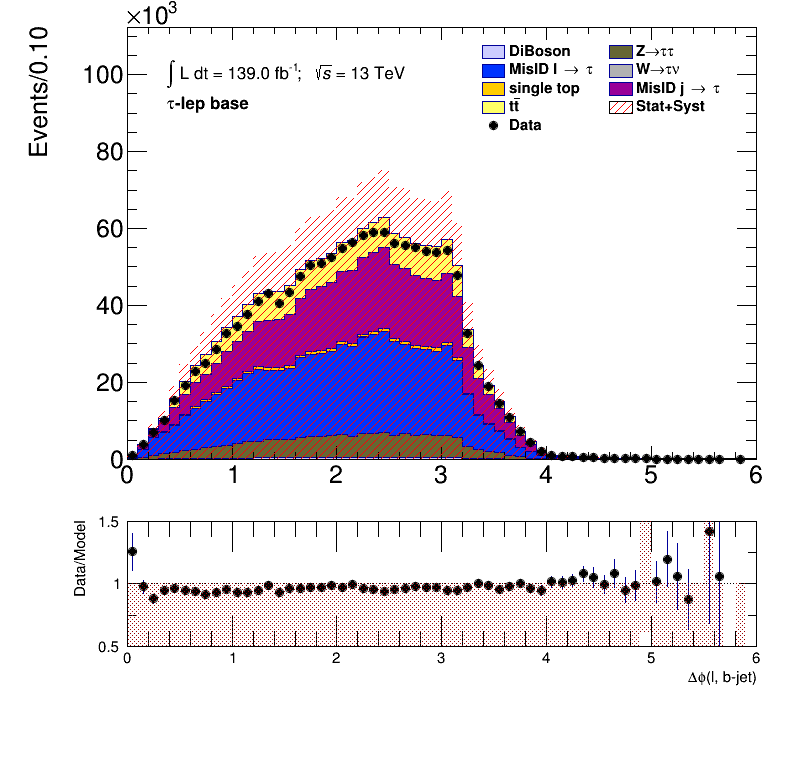 ×10³
Events/0.10
100
80
60
40
20
0
∫ L dt = 139.0 fb⁻¹; √s = 13 TeV
τ-lep base
DiBoson
MisID l → τ
single top
tt̄
Data
Z→ττ
W→τν
MisID j → τ
Stat+Syst
0 1 2 3 4 5 6
Data/Model
1.5
1
0.5
0 1 2 3 4 5 6
Δϕ(l, b-jet)